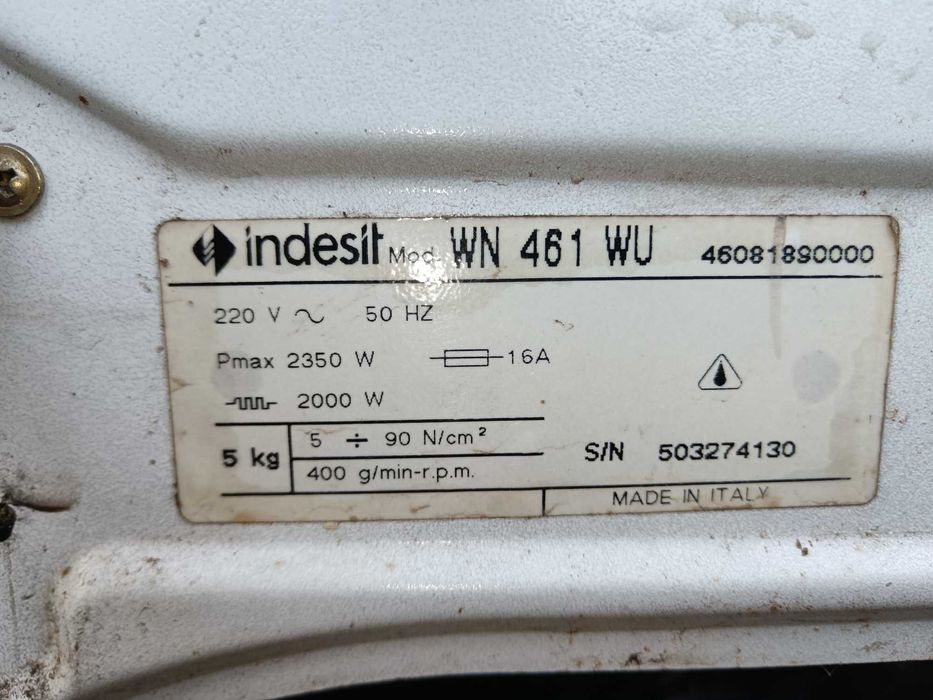 indesit Mod. WN 461 WU 46081890000
220 V ~ 50 HZ
Pmax 2350 W 16A
2000 W
5 kg
5 ÷ 90 N/cm²
400 g/min-r.p.m.
S/N 503274130
MADE IN ITALY